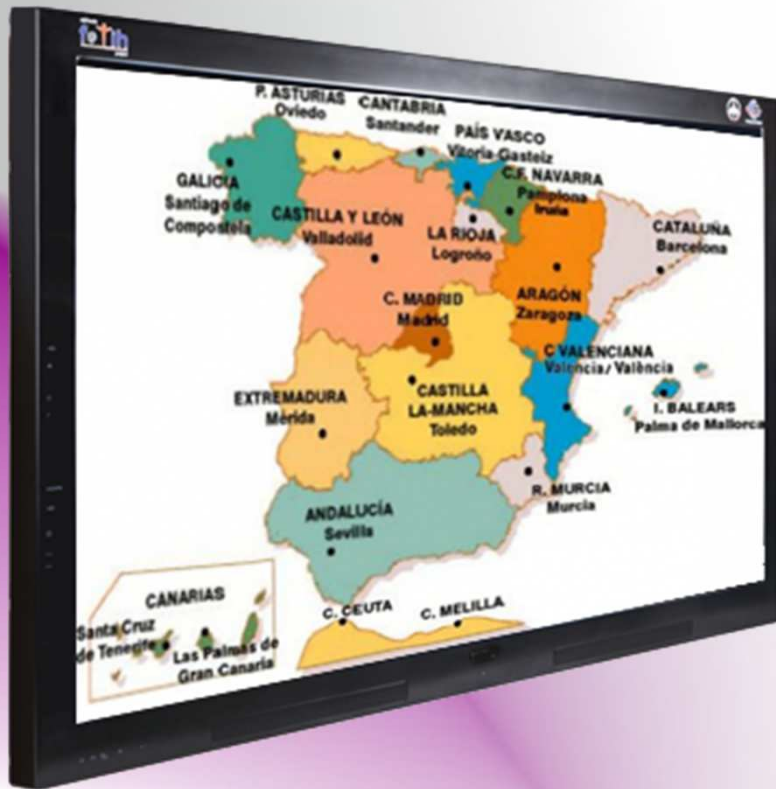 fatih
P. ASTURIAS
Oviedo
CANTABRIA
Santander
PAÍS VASCO
Vitoria-Gasteiz
C.F. NAVARRA
Pamplona
Iruña
GALICIA
Santiago de
Compostela
CASTILLA Y LEÓN
Valladolid
LA RIOJA
Logroño
CATALUÑA
Barcelona
ARAGÓN
Zaragoza
C. MADRID
Madrid
C VALENCIANA
Valencia/València
EXTREMADURA
Mérida
CASTILLA
LA-MANCHA
Toledo
I. BALEARS
Palma de Mallorca
R. MURCIA
Murcia
ANDALUCÍA
Sevilla
CANARIAS
Santa Cruz
de Tenerife
Las Palmas de
Gran Canaria
C. CEUTA
C. MELILLA